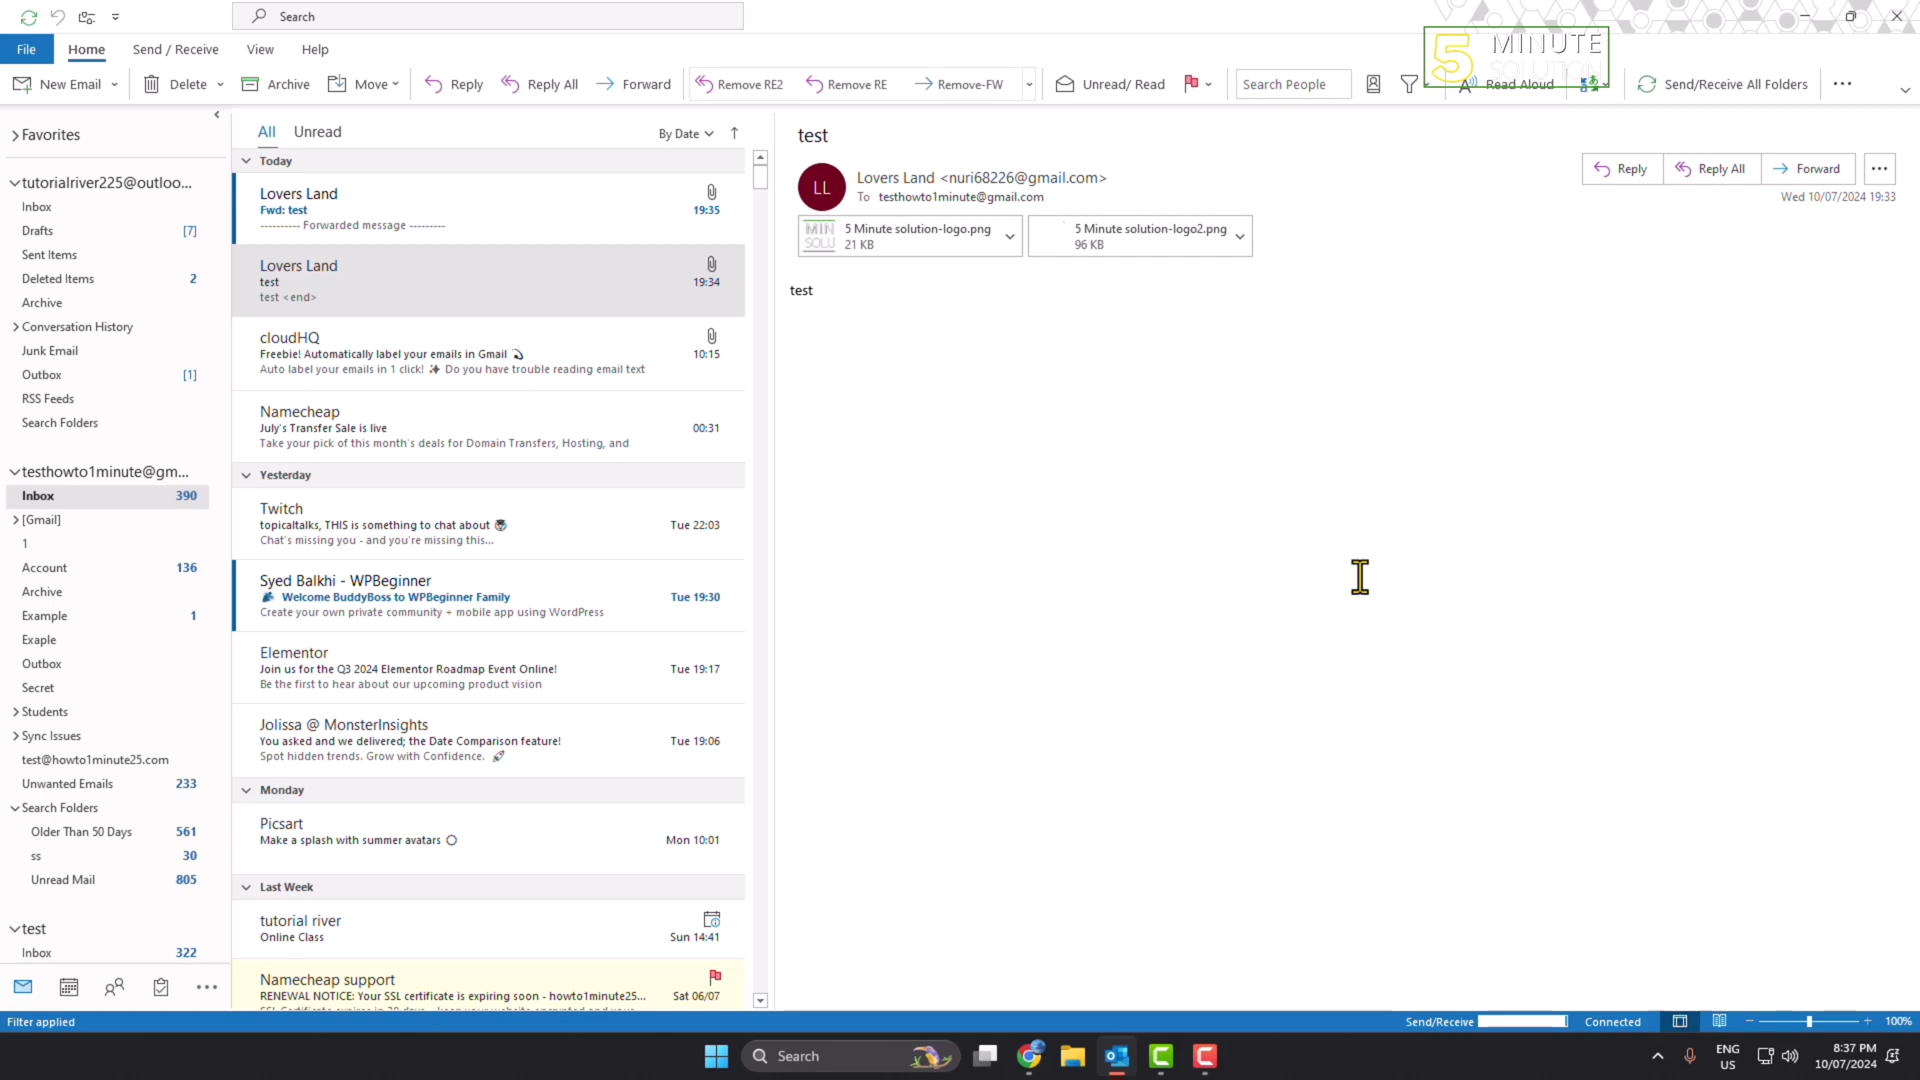 Search
File Home Send / Receive View Help
5 MINUTE SOLUTION
New Email Delete Archive Move Reply Reply All Forward Remove RE2 Remove RE Remove-FW Unread/ Read Search People Read Aloud Send/Receive All Folders
Favorites
tutorialriver225@outloo...
Inbox
Drafts [7]
Sent Items
Deleted Items 2
Archive
Conversation History
Junk Email
Outbox [1]
RSS Feeds
Search Folders
testhowto1minute@gm...
Inbox 390
[Gmail]
1
Account 136
Archive
Example 1
Exaple
Outbox
Secret
Students
Sync Issues
test@howto1minute25.com
Unwanted Emails 233
Search Folders
Older Than 50 Days 561
ss 30
Unread Mail 805
test
Inbox 322
All Unread By Date
Today
Lovers Land
Fwd: test 19:35
---------- Forwarded message ---------
Lovers Land
test 19:34
test <end>
cloudHQ
Freebie! Automatically label your emails in Gmail 10:15
Auto label your emails in 1 click! Do you have trouble reading email text
Namecheap
July's Transfer Sale is live 00:31
Take your pick of this month's deals for Domain Transfers, Hosting, and
Yesterday
Twitch
topicaltalks, THIS is something to chat about Tue 22:03
Chat's missing you - and you're missing this...
Syed Balkhi - WPBeginner
Welcome BuddyBoss to WPBeginner Family Tue 19:30
Create your own private community + mobile app using WordPress
Elementor
Join us for the Q3 2024 Elementor Roadmap Event Online! Tue 19:17
Be the first to hear about our upcoming product vision
Jolissa @ MonsterInsights
You asked and we delivered; the Date Comparison feature! Tue 19:06
Spot hidden trends. Grow with Confidence.
Monday
Picsart
Make a splash with summer avatars Mon 10:01
Last Week
tutorial river
Online Class Sun 14:41
Namecheap support
RENEWAL NOTICE: Your SSL certificate is expiring soon - howto1minute25... Sat 06/07
test
LL
Lovers Land <nuri68226@gmail.com>
To testhowto1minute@gmail.com
Reply Reply All Forward
Wed 10/07/2024 19:33
MIN SOLU
5 Minute solution-logo.png
21 KB
5 Minute solution-logo2.png
96 KB
test
Filter applied Send/Receive Connected 100%
Search
ENG
US
8:37 PM
10/07/2024